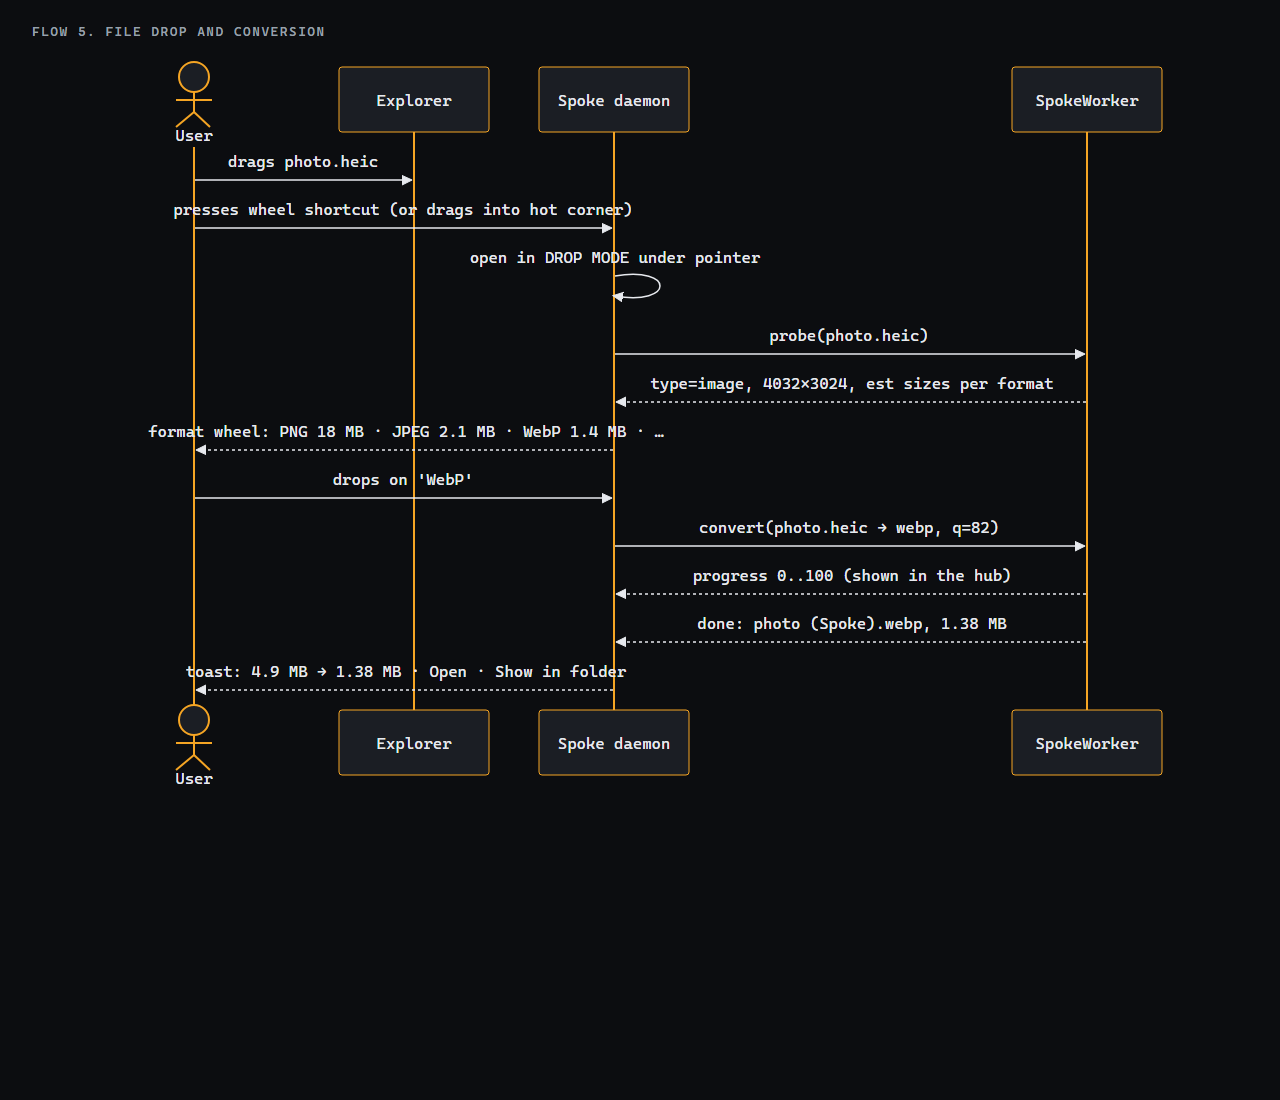 FLOW 5. FILE DROP AND CONVERSION
User
Explorer
Spoke daemon
SpokeWorker
drags photo.heic
presses wheel shortcut (or drags into hot corner)
open in DROP MODE under pointer
probe(photo.heic)
type=image, 4032×3024, est sizes per format
format wheel: PNG 18 MB · JPEG 2.1 MB · WebP 1.4 MB · …
drops on 'WebP'
convert(photo.heic → webp, q=82)
progress 0..100 (shown in the hub)
done: photo (Spoke).webp, 1.38 MB
toast: 4.9 MB → 1.38 MB · Open · Show in folder
User
Explorer
Spoke daemon
SpokeWorker